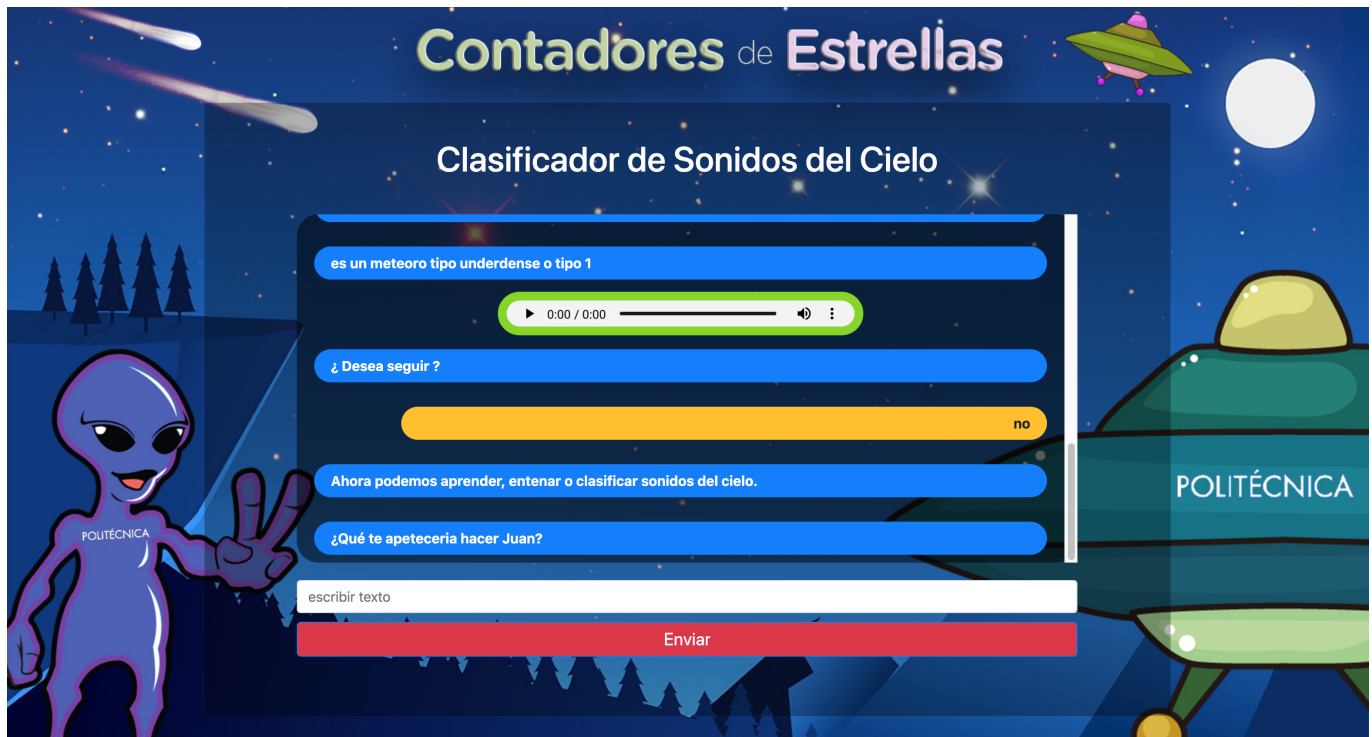 Contadores de Estrellas
Clasificador de Sonidos del Cielo
es un meteoro tipo underdense o tipo 1
0:00 / 0:00
¿ Desea seguir ?
no
Ahora podemos aprender, entenar o clasificar sonidos del cielo.
¿Qué te apeteceria hacer Juan?
escribir texto
Enviar
POLITÉCNICA
POLITÉCNICA